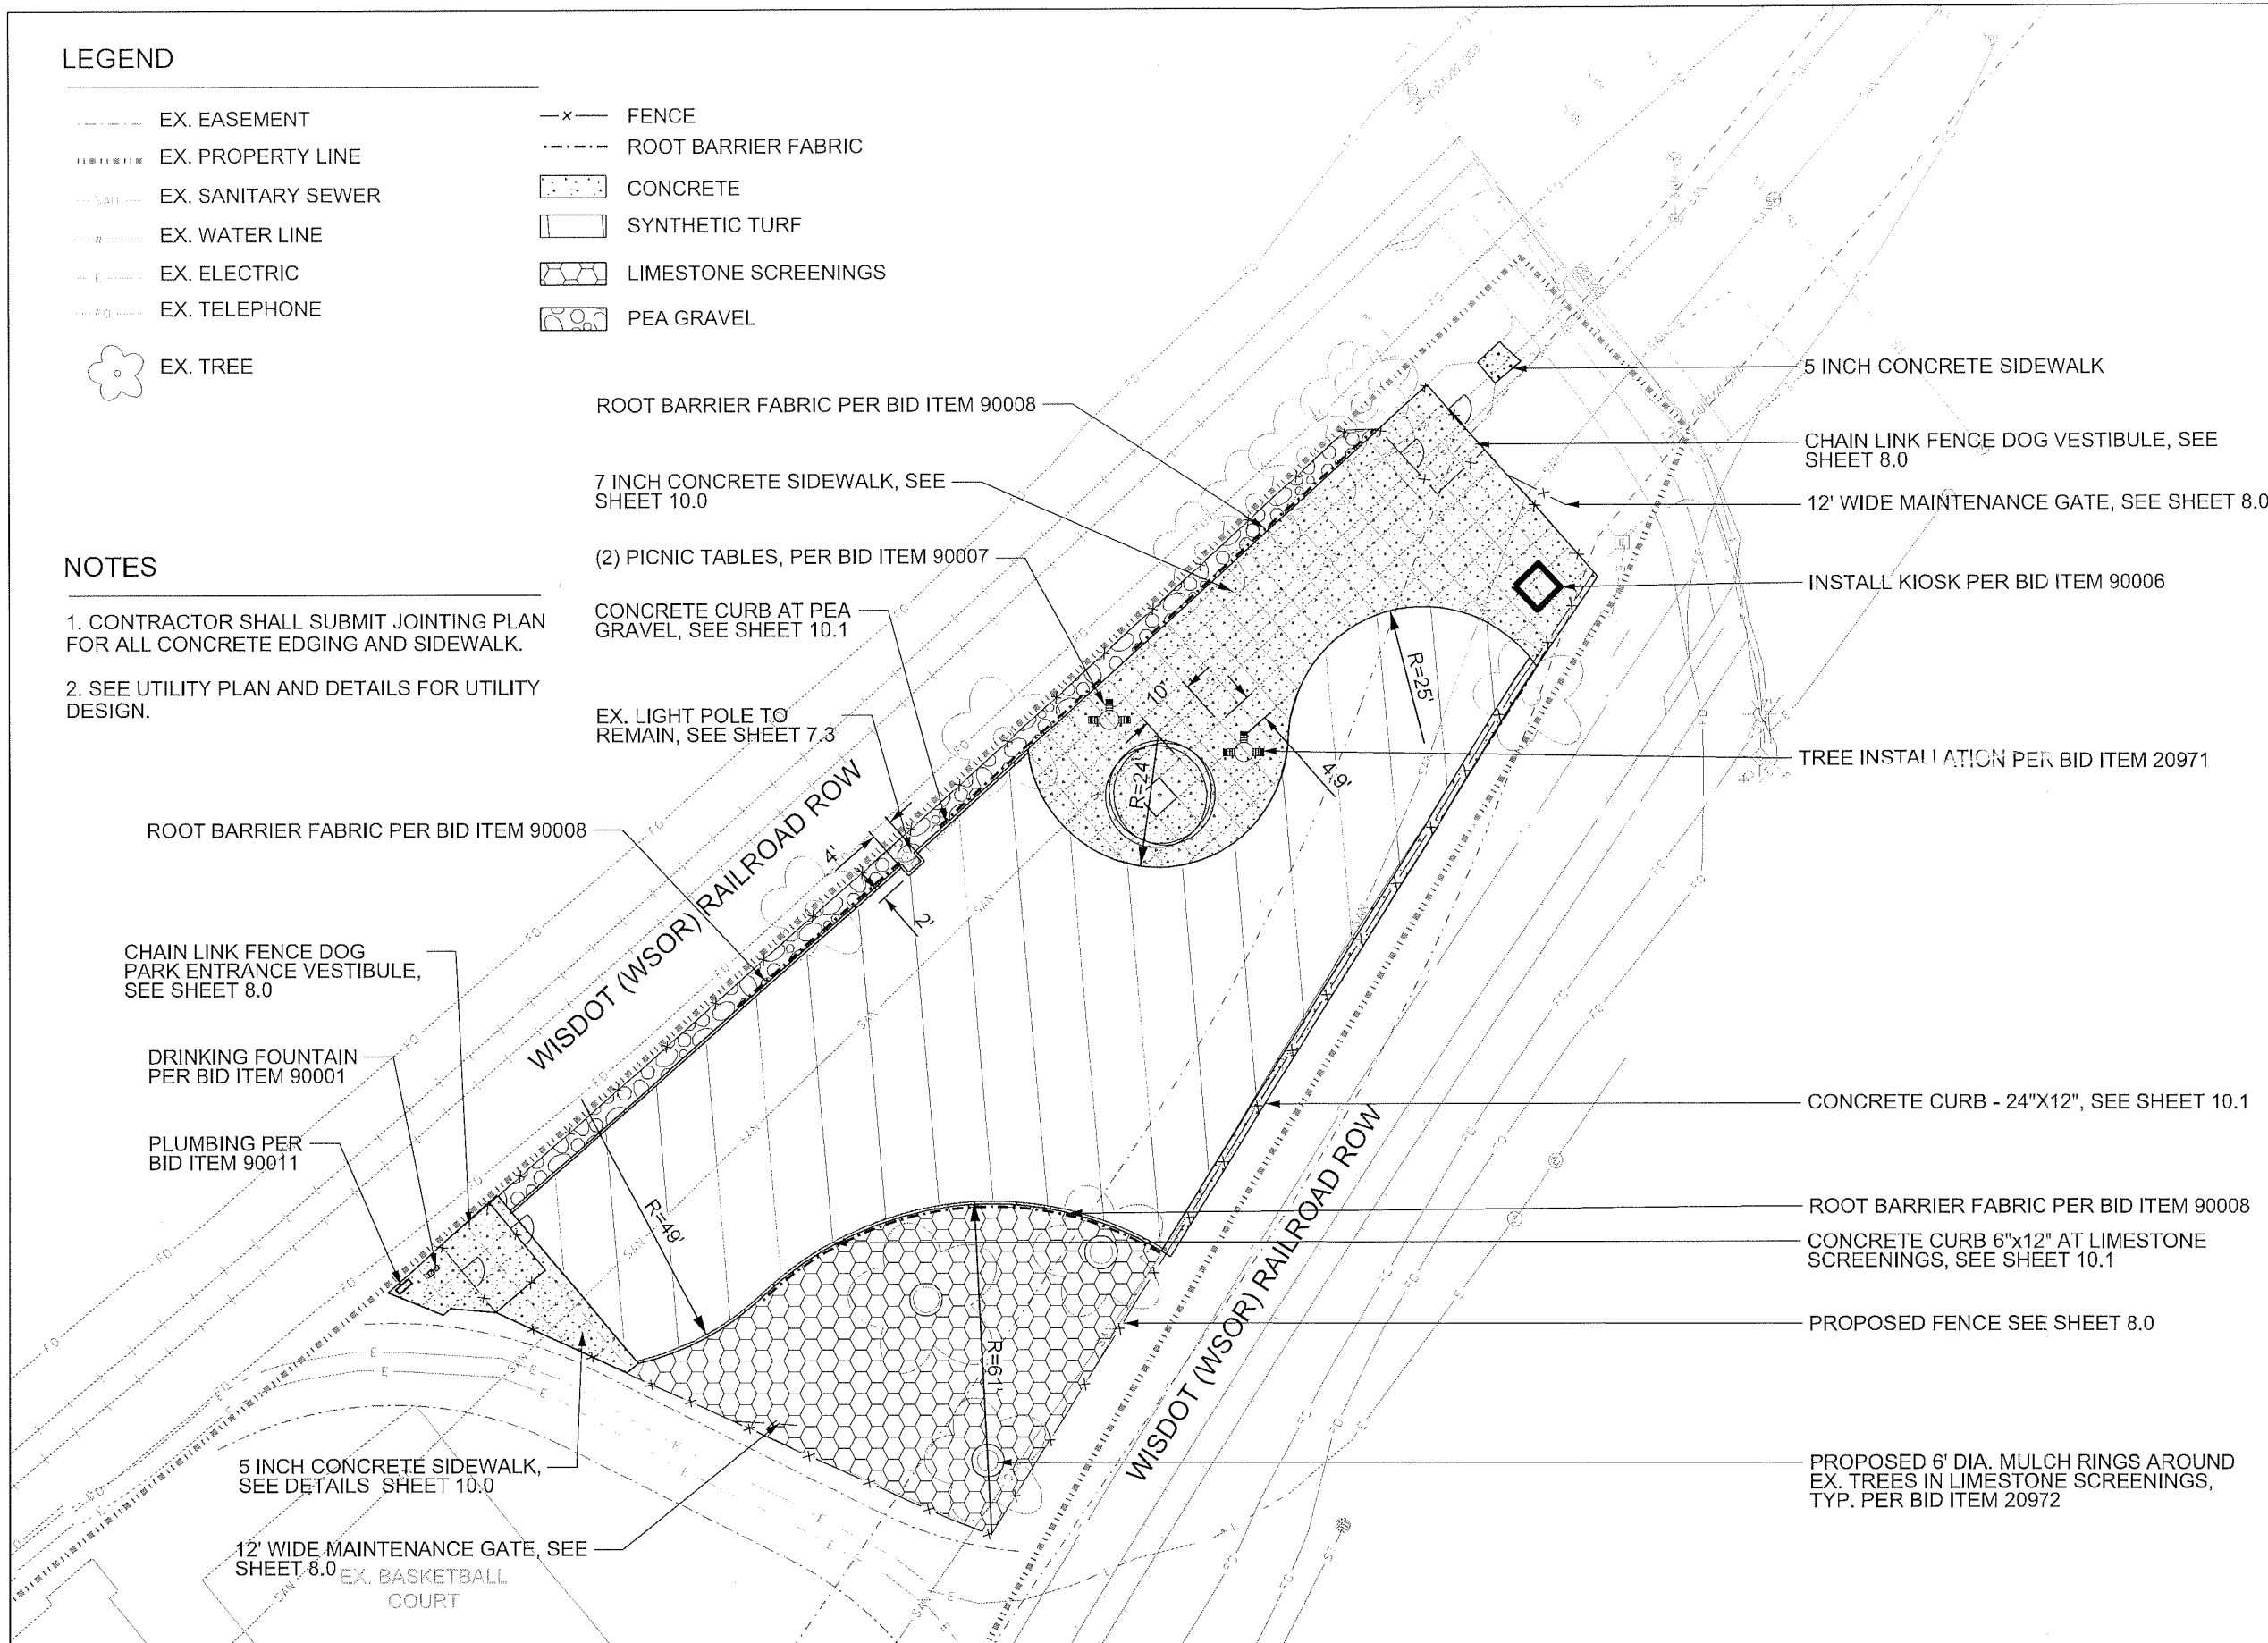 LEGEND
EX. EASEMENT
EX. PROPERTY LINE
EX. SANITARY SEWER
EX. WATER LINE
EX. ELECTRIC
EX. TELEPHONE
EX. TREE
FENCE
ROOT BARRIER FABRIC
CONCRETE
SYNTHETIC TURF
LIMESTONE SCREENINGS
PEA GRAVEL
NOTES
1. CONTRACTOR SHALL SUBMIT JOINTING PLAN
FOR ALL CONCRETE EDGING AND SIDEWALK.
2. SEE UTILITY PLAN AND DETAILS FOR UTILITY
DESIGN.
ROOT BARRIER FABRIC PER BID ITEM 90008
7 INCH CONCRETE SIDEWALK, SEE
SHEET 10.0
(2) PICNIC TABLES, PER BID ITEM 90007
CONCRETE CURB AT PEA
GRAVEL, SEE SHEET 10.1
EX. LIGHT POLE TO
REMAIN, SEE SHEET 7.3
ROOT BARRIER FABRIC PER BID ITEM 90008
CHAIN LINK FENCE DOG
PARK ENTRANCE VESTIBULE,
SEE SHEET 8.0
DRINKING FOUNTAIN
PER BID ITEM 90001
PLUMBING PER
BID ITEM 90011
5 INCH CONCRETE SIDEWALK,
SEE DETAILS SHEET 10.0
12' WIDE MAINTENANCE GATE, SEE
SHEET 8.0
EX. BASKETBALL
COURT
WISDOT (WSOR) RAILROAD ROW
4'
2'
10'
4.9'
R=24'
R=25'
R=49'
R=61'
WISDOT (WSOR) RAILROAD ROW
5 INCH CONCRETE SIDEWALK
CHAIN LINK FENCE DOG VESTIBULE, SEE
SHEET 8.0
12' WIDE MAINTENANCE GATE, SEE SHEET 8.0
INSTALL KIOSK PER BID ITEM 90006
TREE INSTALLATION PER BID ITEM 20971
CONCRETE CURB - 24"X12", SEE SHEET 10.1
ROOT BARRIER FABRIC PER BID ITEM 90008
CONCRETE CURB 6"x12" AT LIMESTONE
SCREENINGS, SEE SHEET 10.1
PROPOSED FENCE SEE SHEET 8.0
PROPOSED 6' DIA. MULCH RINGS AROUND
EX. TREES IN LIMESTONE SCREENINGS,
TYP. PER BID ITEM 20972